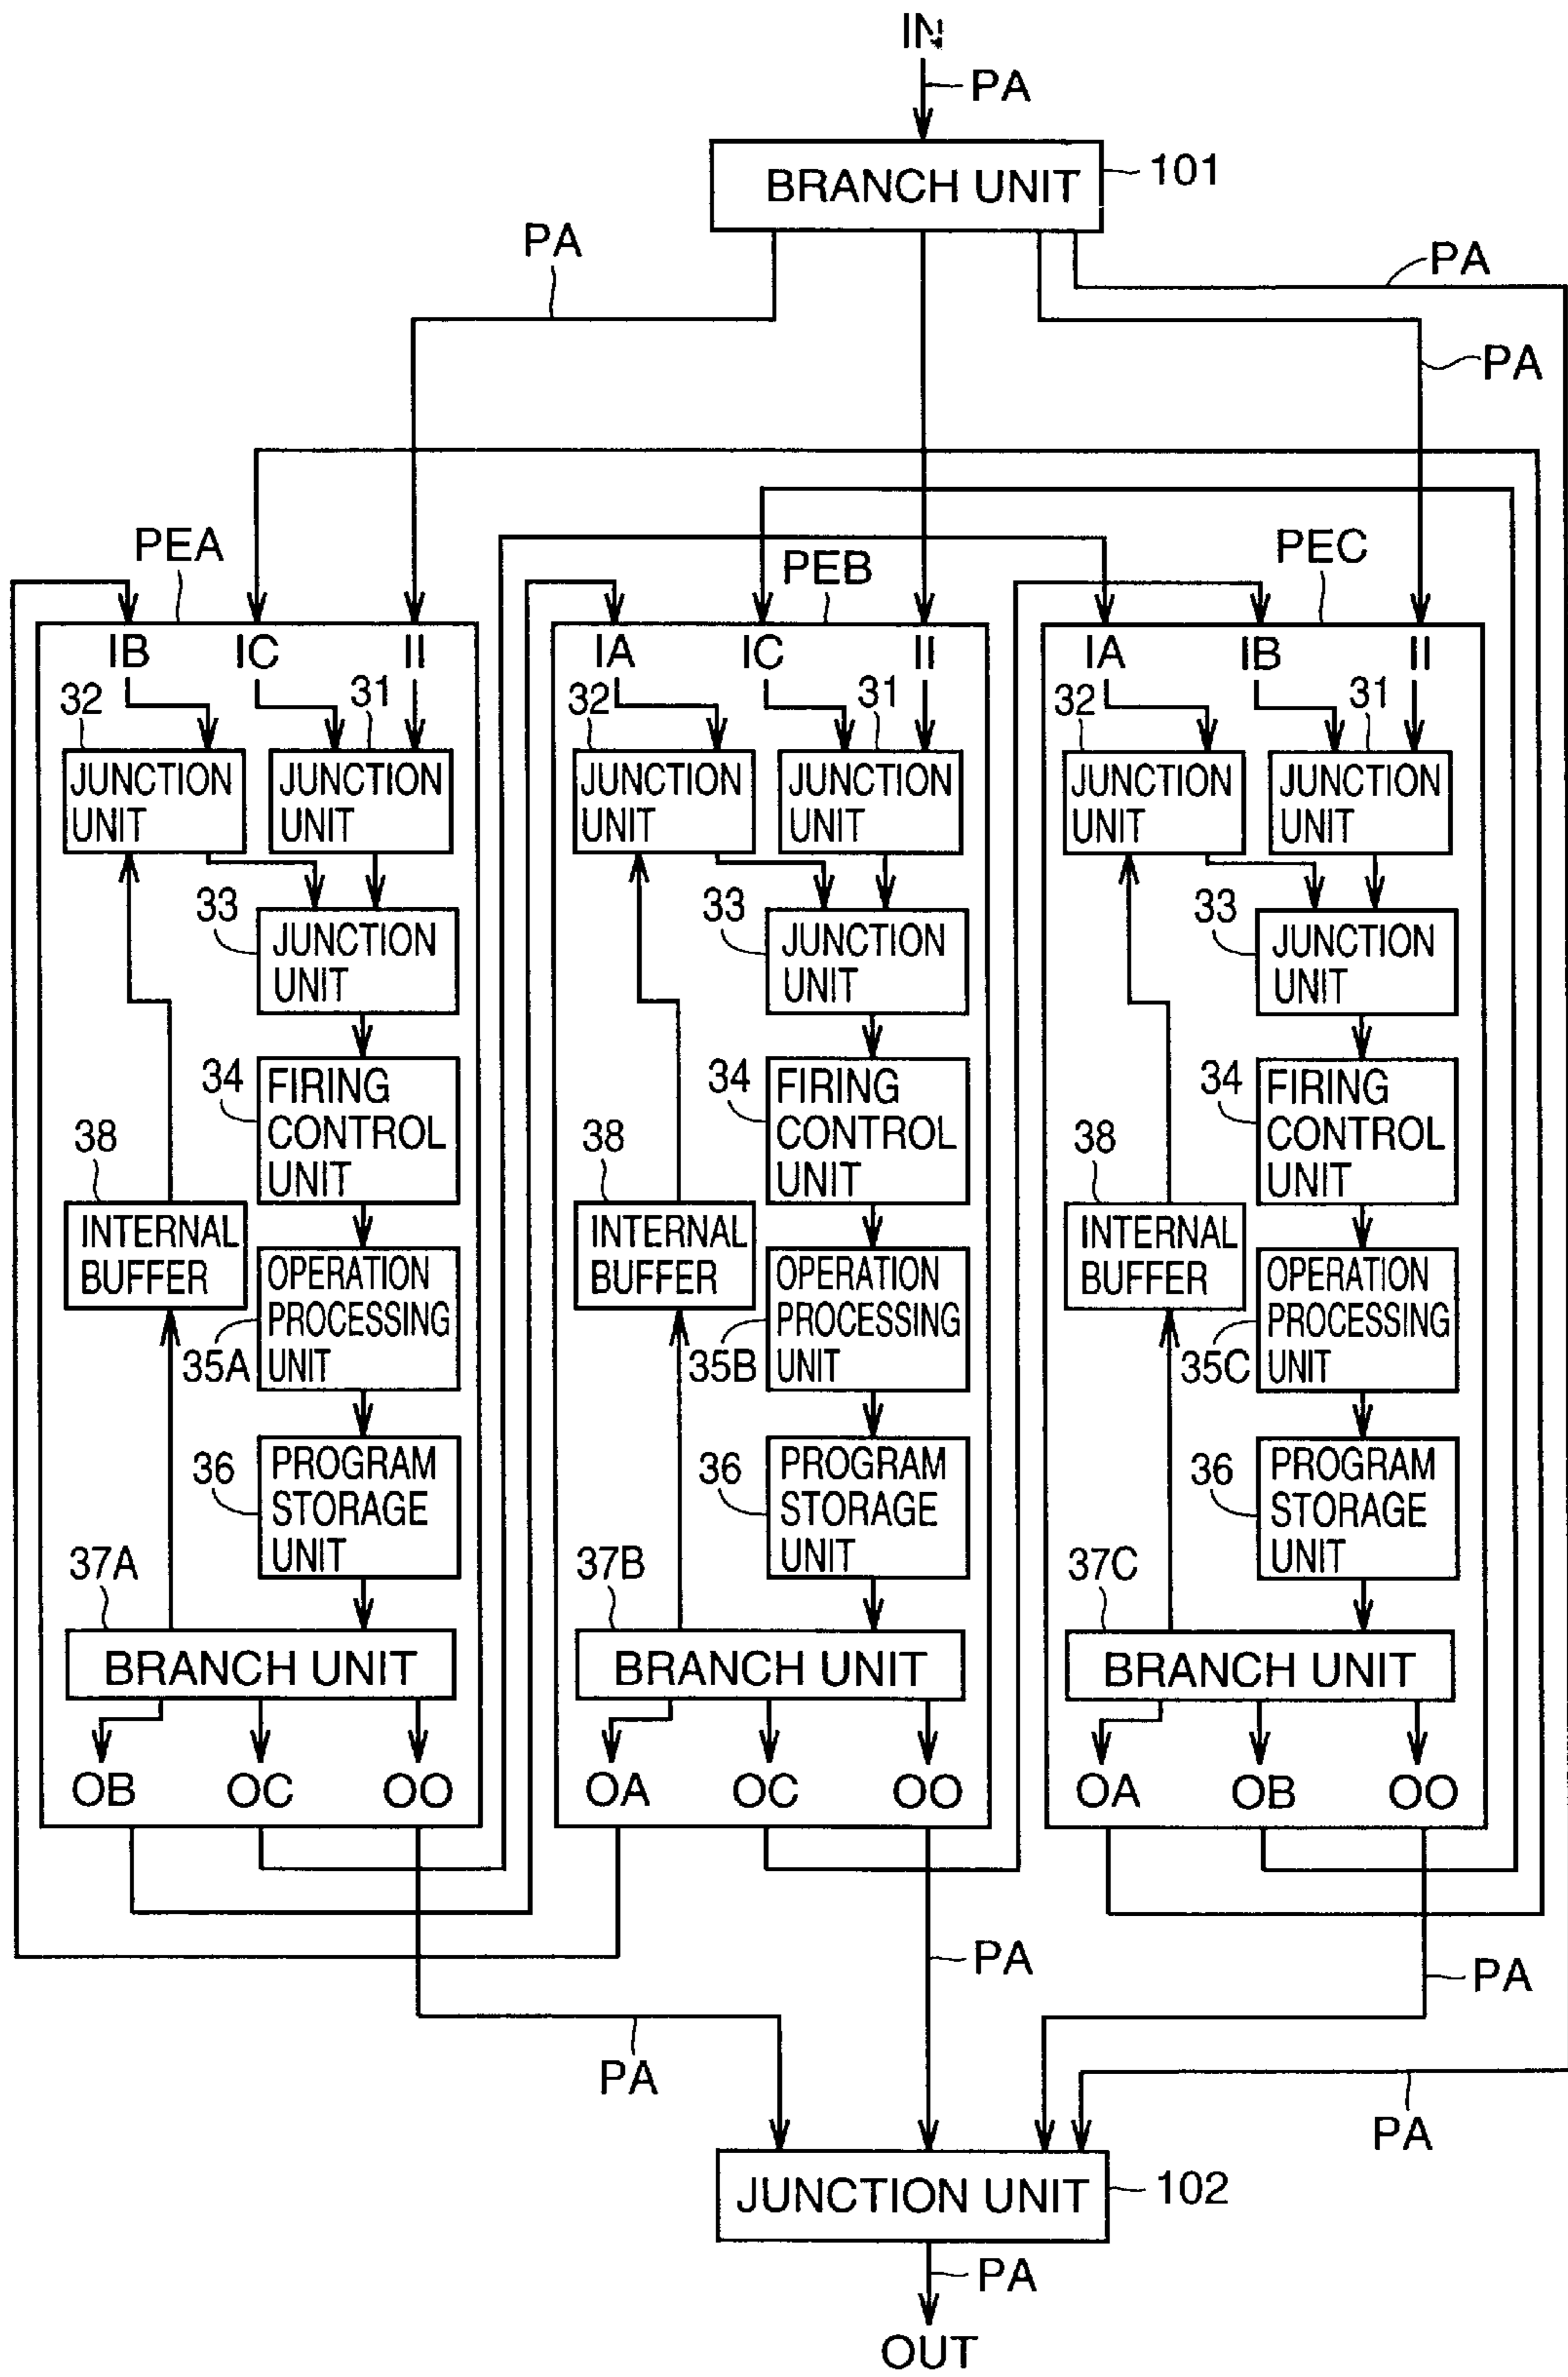 IN
PA
BRANCH UNIT
101
PA
PA
PA
PEA
PEB
PEC
IB IC II
IA IC II
IA IB II
32
31
32
31
32
31
JUNCTION
UNIT
JUNCTION
UNIT
JUNCTION
UNIT
JUNCTION
UNIT
JUNCTION
UNIT
JUNCTION
UNIT
33
JUNCTION
UNIT
33
JUNCTION
UNIT
33
JUNCTION
UNIT
34
FIRING
CONTROL
UNIT
34
FIRING
CONTROL
UNIT
34
FIRING
CONTROL
UNIT
38
INTERNAL
BUFFER
38
INTERNAL
BUFFER
38
INTERNAL
BUFFER
OPERATION
PROCESSING
UNIT
35A
OPERATION
PROCESSING
UNIT
35B
OPERATION
PROCESSING
UNIT
35C
36
PROGRAM
STORAGE
UNIT
36
PROGRAM
STORAGE
UNIT
36
PROGRAM
STORAGE
UNIT
37A
BRANCH UNIT
37B
BRANCH UNIT
37C
BRANCH UNIT
OB OC OO
OA OC OO
OA OB OO
PA
PA
PA
PA
JUNCTION UNIT
102
PA
OUT